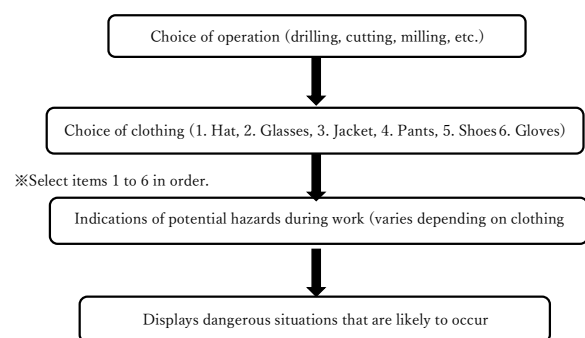 Choice of operation (drilling, cutting, milling, etc.)
Choice of clothing (1. Hat, 2. Glasses, 3. Jacket, 4. Pants, 5. Shoes 6. Gloves)
※Select items 1 to 6 in order.
Indications of potential hazards during work (varies depending on clothing
Displays dangerous situations that are likely to occur